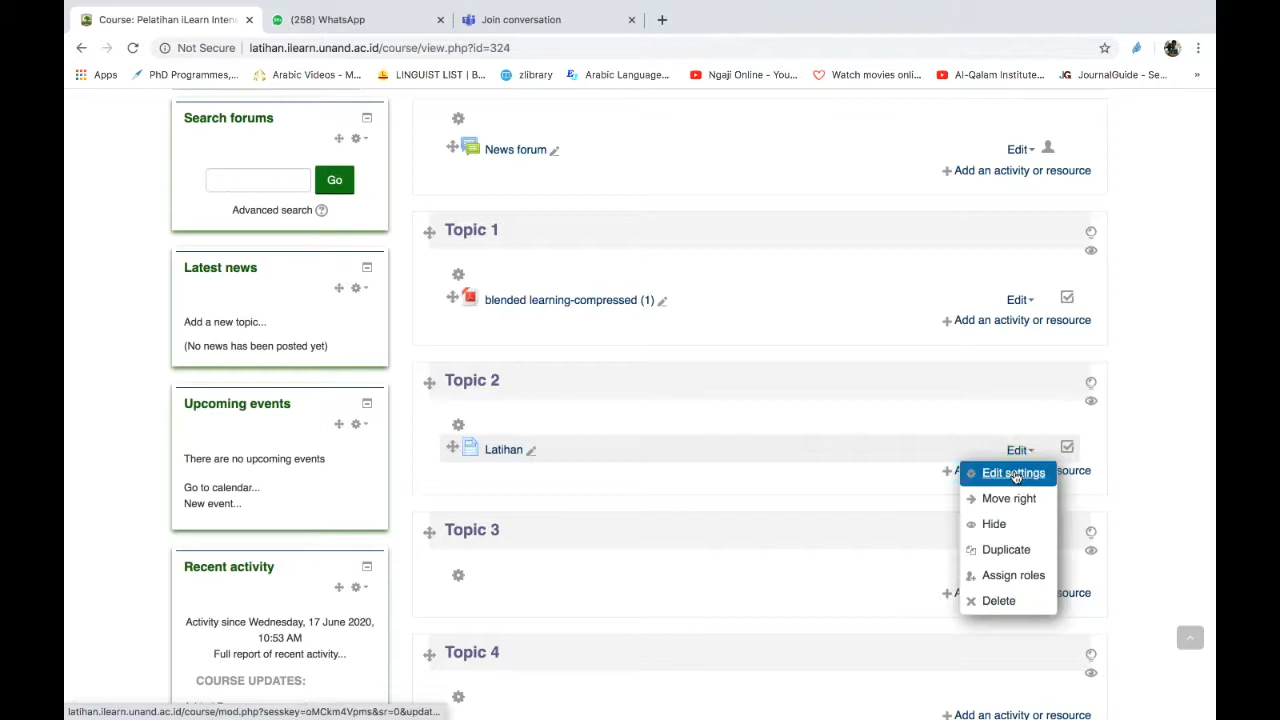 Course: Pelatihan iLearn Inten
(258) WhatsApp
Join conversation
Not Secure
latihan.ilearn.unand.ac.id/course/view.php?id=324
Apps
PhD Programmes,...
Arabic Videos - M...
LINGUIST LIST | B...
zlibrary
Arabic Language...
Ngaji Online - You...
Watch movies onl...
Al-Qalam Institute...
JournalGuide - Se...
»
Search forums
Go
Advanced search
Latest news
Add a new topic...
(No news has been posted yet)
Upcoming events
There are no upcoming events
Go to calendar...
New event...
Recent activity
Activity since Wednesday, 17 June 2020,
10:53 AM
Full report of recent activity...
COURSE UPDATES:
News forum
Edit
Add an activity or resource
Topic 1
blended learning-compressed (1)
Edit
Add an activity or resource
Topic 2
Latihan
Edit
source
Edit settings
Move right
Hide
Duplicate
Assign roles
Delete
Topic 3
source
Topic 4
Add an activity or resource
latihan.ilearn.unand.ac.id/course/mod.php?sesskey=oMCkm4Vpms&sr=0&updat...